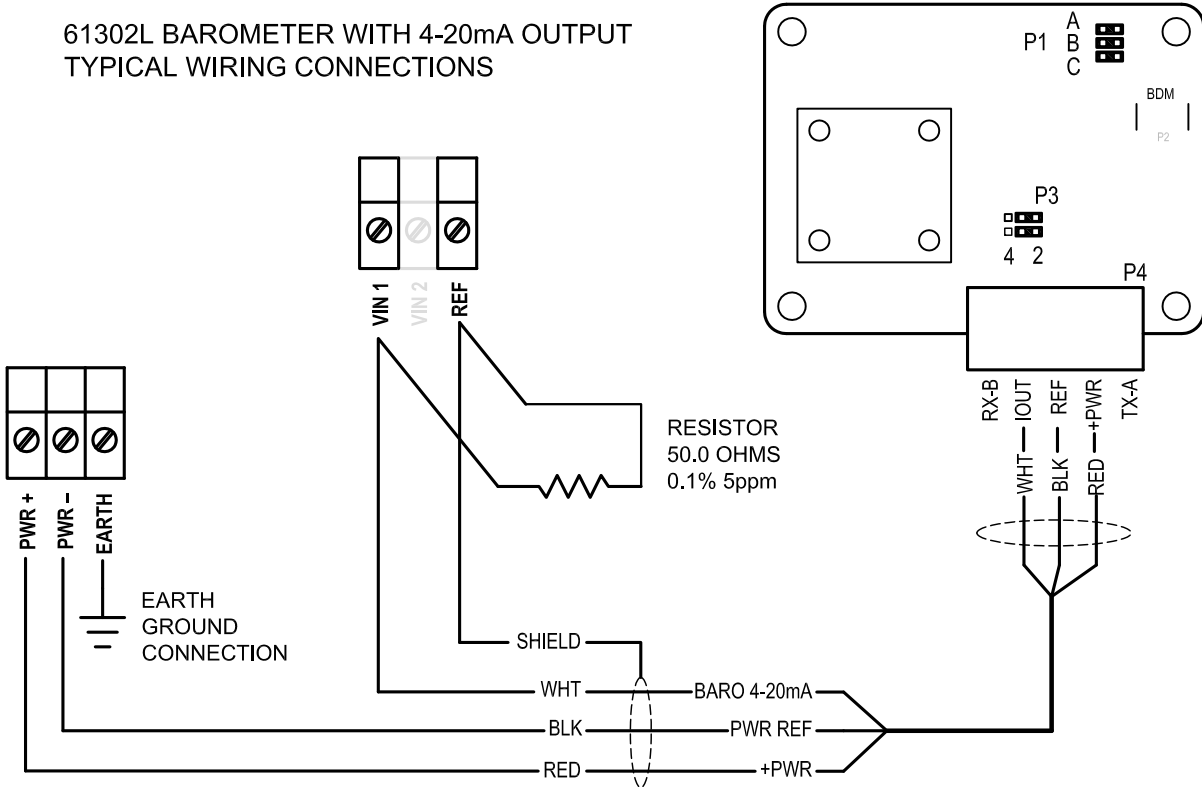 61302L BAROMETER WITH 4-20mA OUTPUT
TYPICAL WIRING CONNECTIONS
P1
A
B
C
BDM
P2
P3
4 2
P4
VIN 1
VIN 2
REF
RX-B
IOUT
REF
+PWR
TX-A
WHT
BLK
RED
RESISTOR
50.0 OHMS
0.1% 5ppm
PWR +
PWR –
EARTH
EARTH
GROUND
CONNECTION
SHIELD
WHT BARO 4-20mA
BLK PWR REF
RED +PWR